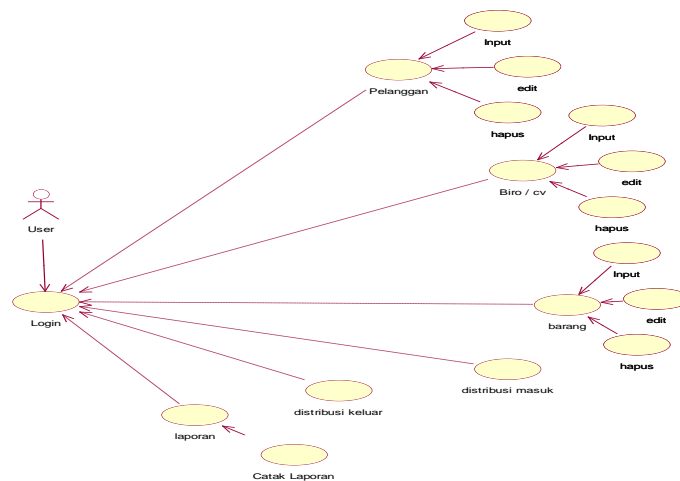 Input
Pelanggan
edit
hapus
Input
edit
Biro / cv
hapus
User
Input
Login
barang
edit
hapus
distribusi masuk
distribusi keluar
laporan
Catak Laporan